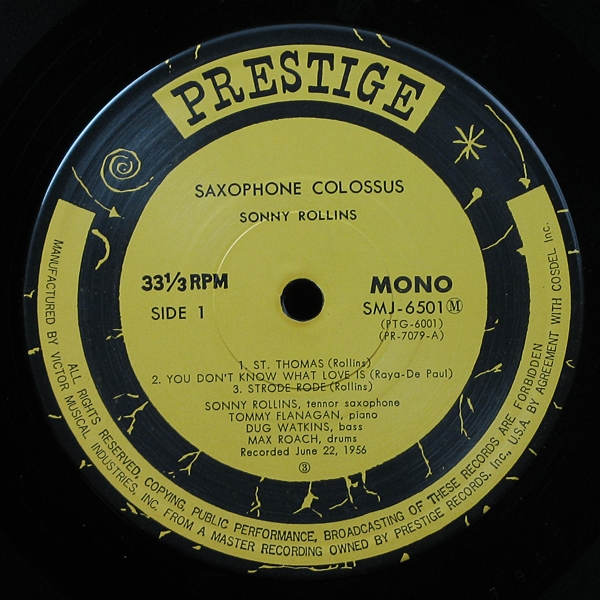 PRESTIGE
SAXOPHONE COLOSSUS
SONNY ROLLINS
33 1/3 RPM
SIDE 1
MONO
SMJ-6501 Ⓜ
(PTG-6001)
(PR-7079-A)
1. ST. THOMAS (Rollins)
2. YOU DON'T KNOW WHAT LOVE IS (Raya-De Paul)
3. STRODE RODE (Rollins)
SONNY ROLLINS, tennor saxophone
TOMMY FLANAGAN, piano
DUG WATKINS, bass
MAX ROACH, drums
Recorded June 22, 1956
③
ALL RIGHTS RESERVED, COPYING, PUBLIC PERFORMANCE, BROADCASTING OF THESE RECORDS ARE FORBIDDEN
MANUFACTURED BY VICTOR MUSICAL INDUSTRIES, INC. FROM A MASTER RECORDING OWNED BY PRESTIGE RECORDS, Inc., U.S.A. BY AGREEMENT WITH COSDEL Inc.